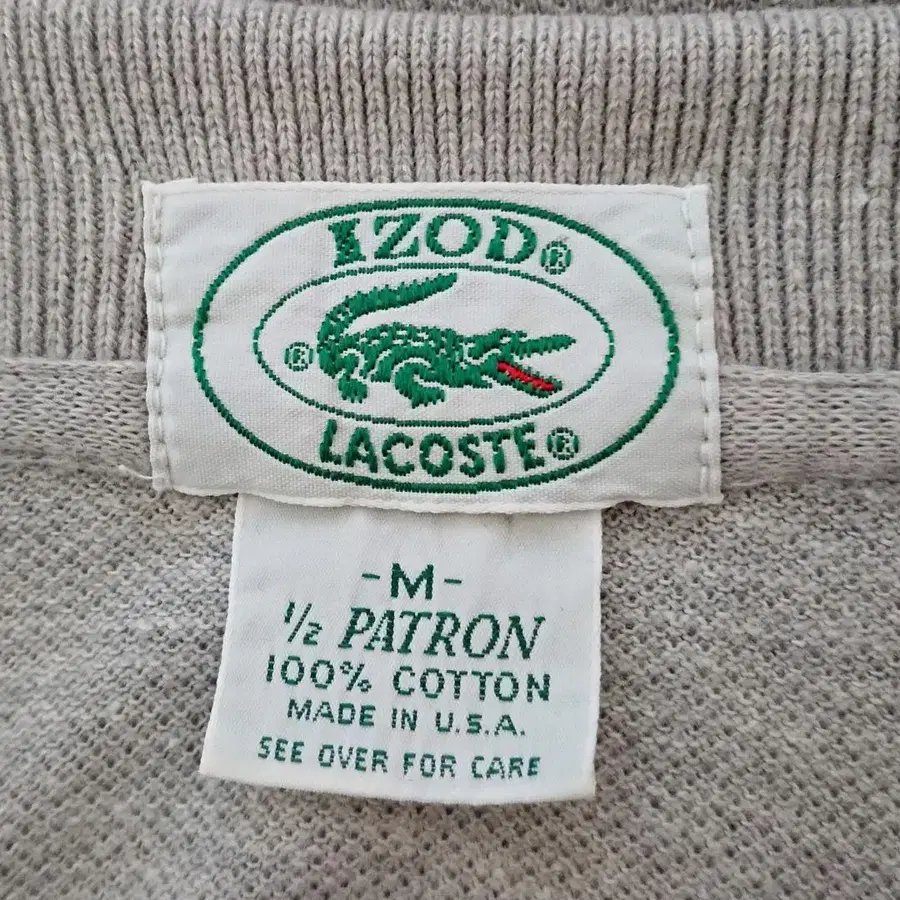 IZOD®
®
LACOSTE®
-M-
½ PATRON
100% COTTON
MADE IN U.S.A.
SEE OVER FOR CARE